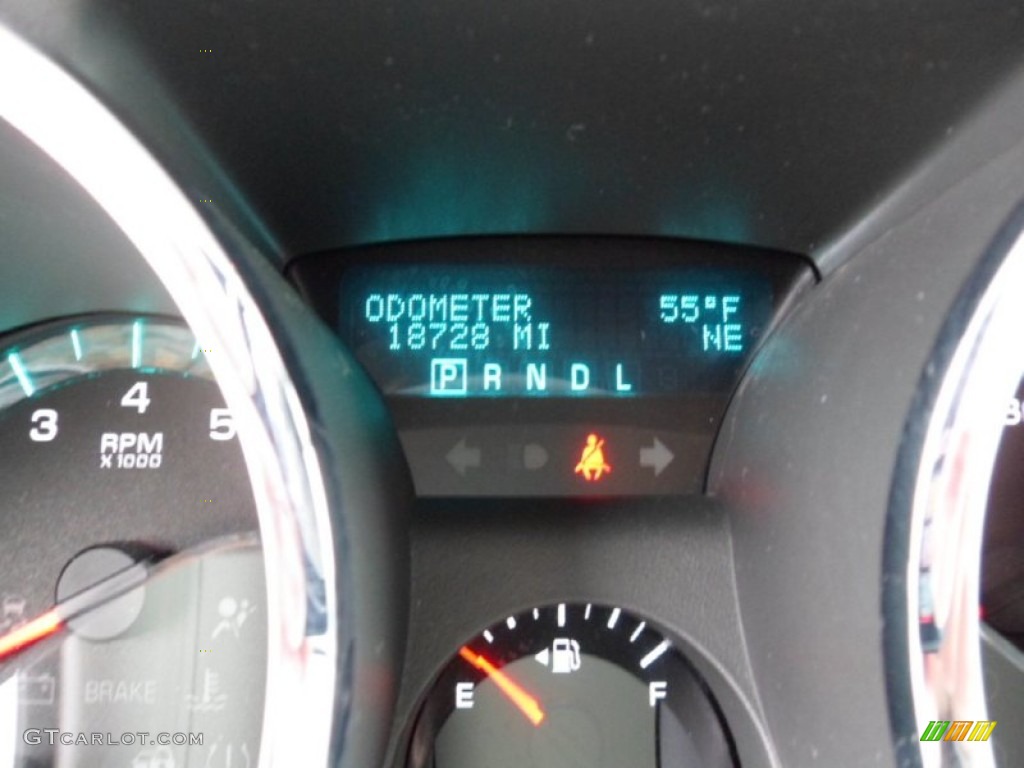 ODOMETER 55°F
18728 MI NE
P R N D L
3 4 5
RPM
X1000
E F
BRAKE
GTCARLOT.COM